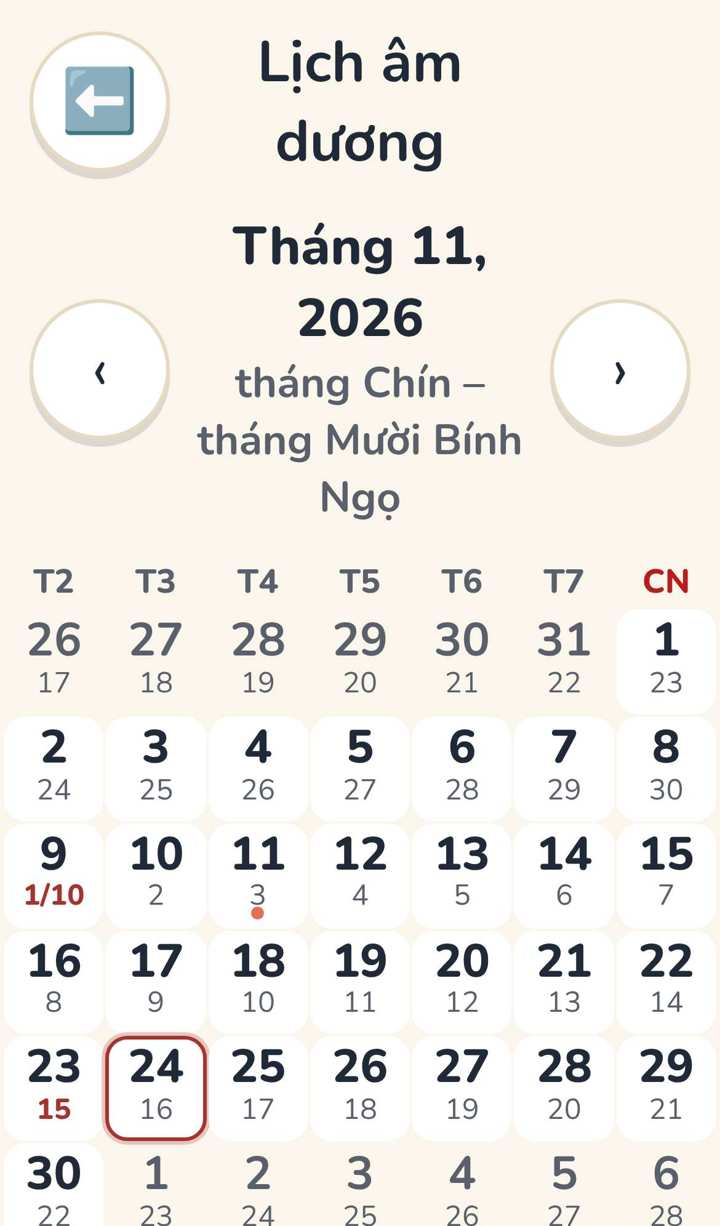 Lịch âm
dương
Tháng 11,
2026
tháng Chín –
tháng Mười Bính
Ngọ
‹ ›
T2 T3 T4 T5 T6 T7 CN
26 27 28 29 30 31 1
17 18 19 20 21 22 23
2 3 4 5 6 7 8
24 25 26 27 28 29 30
9 10 11 12 13 14 15
1/10 2 3 4 5 6 7
16 17 18 19 20 21 22
8 9 10 11 12 13 14
23 24 25 26 27 28 29
15 16 17 18 19 20 21
30 1 2 3 4 5 6
22 23 24 25 26 27 28